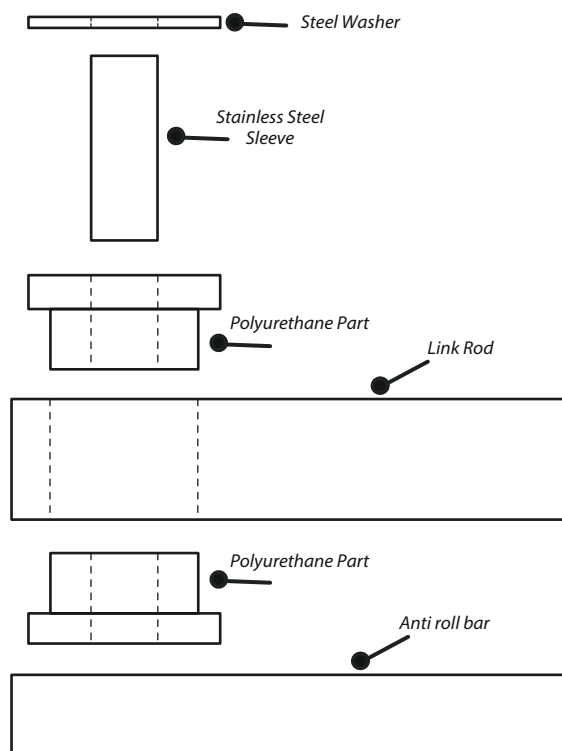 Steel Washer
Stainless Steel
Sleeve
Polyurethane Part
Link Rod
Polyurethane Part
Anti roll bar